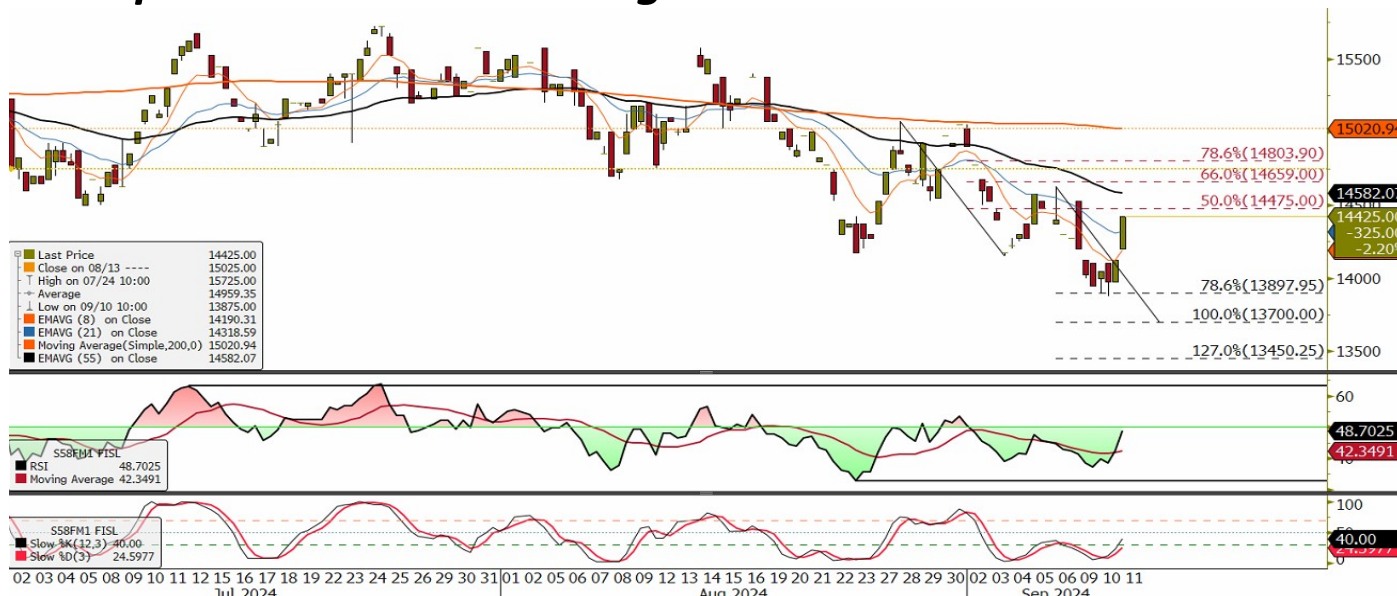 15500
15020.94
78.6%(14803.90)
66.0%(14659.00)
14582.07
50.0%(14475.00)
14425.00
-325.00
-2.20%
14000
78.6%(13897.95)
100.0%(13700.00)
127.0%(13450.25)
13500
Last Price 14425.00
Close on 08/13 ---- 15025.00
High on 07/24 10:00 15725.00
Average 14959.35
Low on 09/10 10:00 13875.00
EMAVG (8) on Close 14190.31
EMAVG (21) on Close 14318.59
Moving Average(Simple,200,0) 15020.94
EMAVG (55) on Close 14582.07
60
48.7025
42.3491
S58FM1 FISL
RSI 48.7025
Moving Average 42.3491
100
40.00
24.5977
0
S58FM1 FISL
Slow %K(12,3) 40.00
Slow %D(3) 24.5977
02 03 04 05 08 09 10 11 12 15 16 17 18 19 22 23 24 25 26 29 30 31 01 02 05 06 07 08 09 12 13 14 15 16 19 20 21 22 23 27 28 29 30 02 03 04 05 06 09 10 11
Jul 2024 Aug 2024 Sep 2024